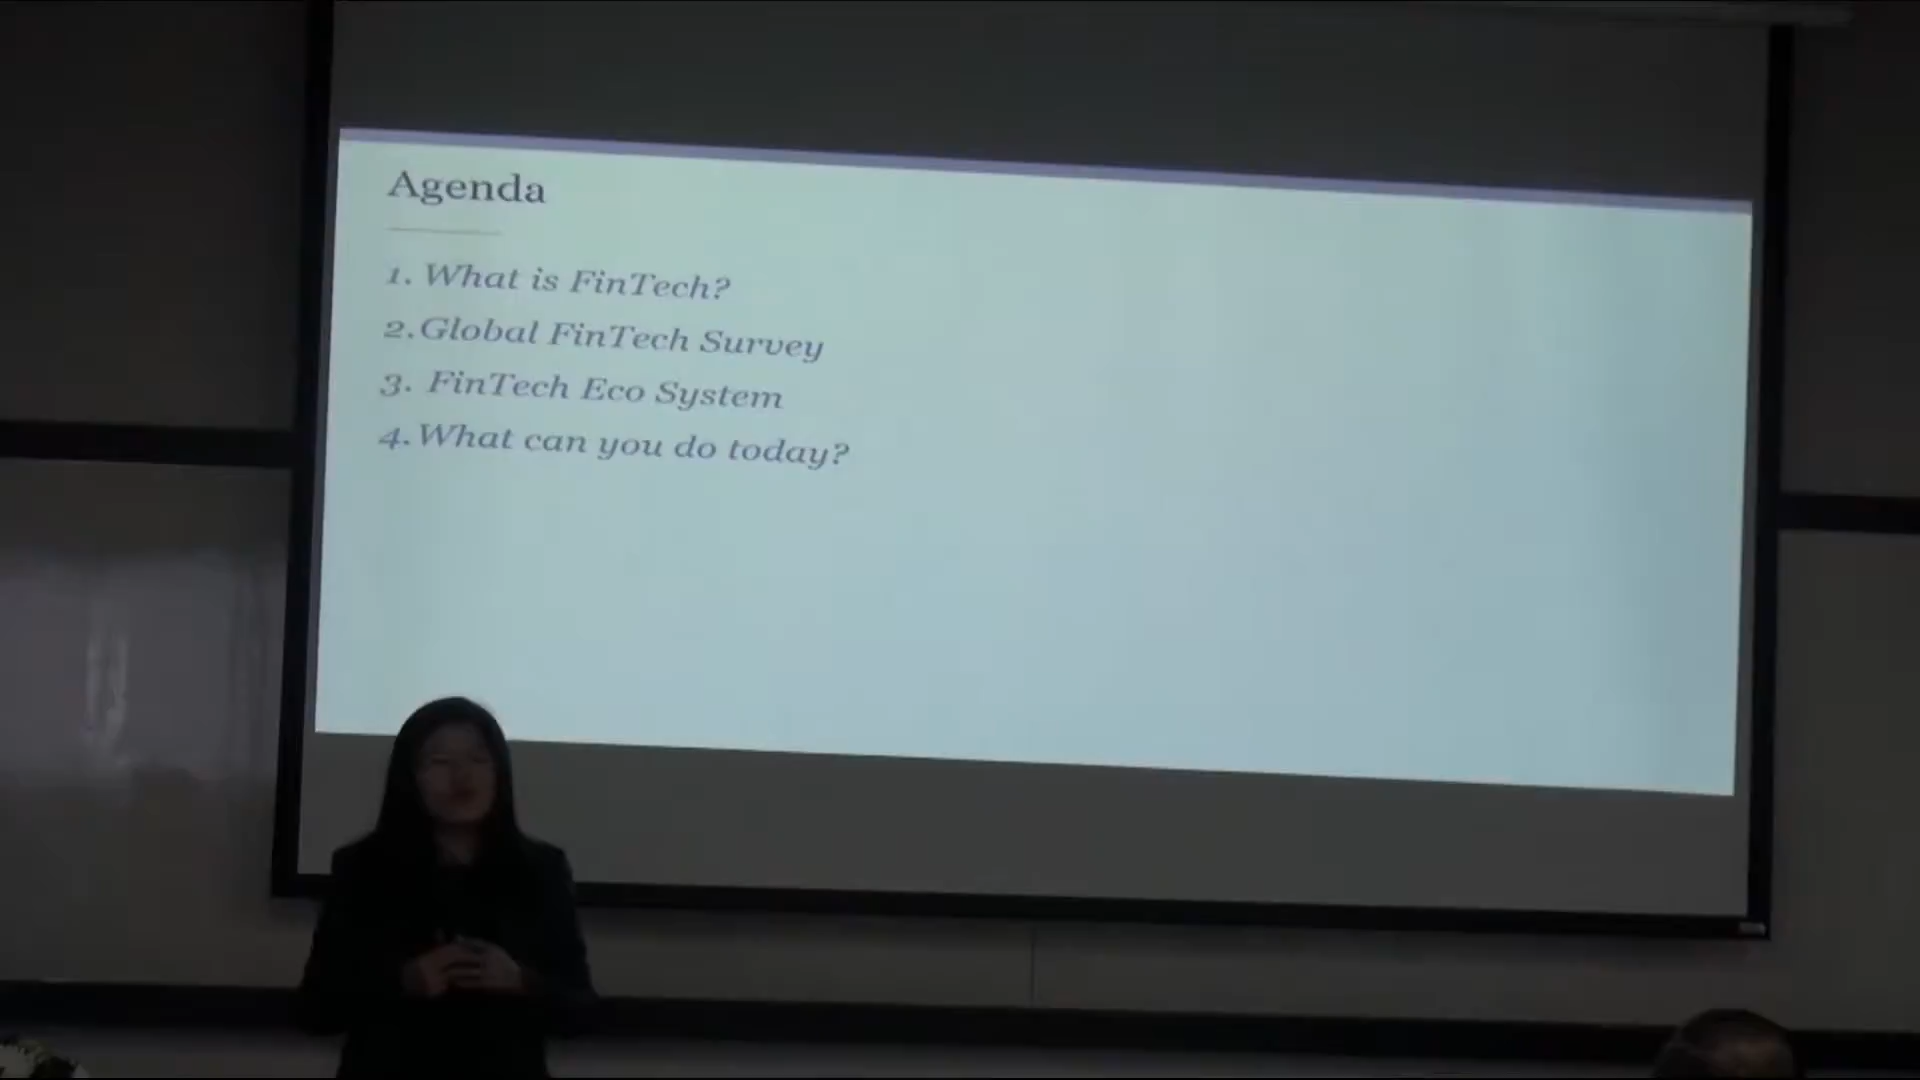 Agenda
1. What is FinTech?
2. Global FinTech Survey
3. FinTech Eco System
4. What can you do today?